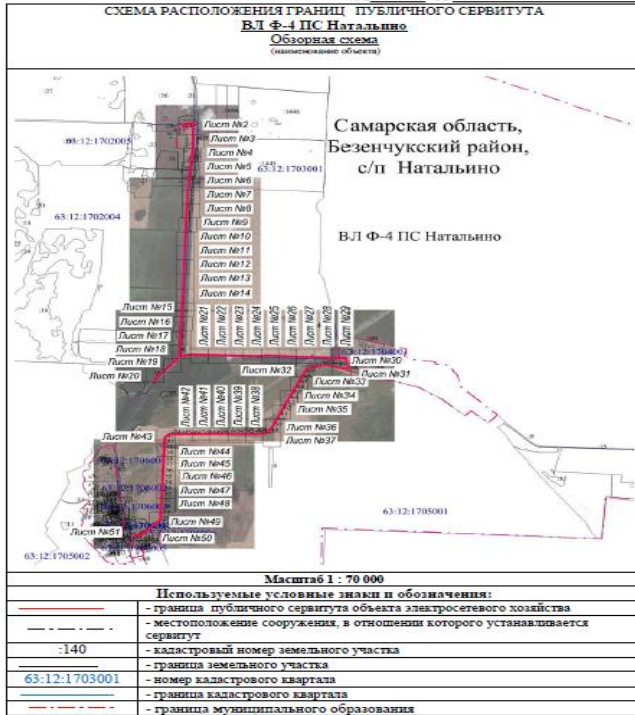 СХЕМА РАСПОЛОЖЕНИЯ ГРАНИЦ ПУБЛИЧНОГО СЕРВИТУТА
ВЛ Ф-4 ПС Натальино
Обзорная схема
(наименование объекта)
Лист №2
Лист №3
Лист №4
Лист №5
Лист №6
Лист №7
Лист №8
Лист №9
Лист №10
Лист №11
Лист №12
Лист №13
Лист №14
63:12:1703001
63:12:1702004
Самарская область,
Безенчукский район,
с/п Натальино
ВЛ Ф-4 ПС Натальино
Лист №15
Лист №16
Лист №17
Лист №18
Лист №19
Лист №20
Лист №21
Лист №22
Лист №23
Лист №24
Лист №25
Лист №26
Лист №27
Лист №28
Лист №29
Лист №30
Лист №31
Лист №32
Лист №33
Лист №34
Лист №35
Лист №36
Лист №37
Лист №42
Лист №41
Лист №40
Лист №39
Лист №38
Лист №43
Лист №44
Лист №45
Лист №46
Лист №47
Лист №48
Лист №49
Лист №50
Лист №51
63:12:1705001
63:12:1705002
Масштаб 1 : 70 000
Используемые условные знаки и обозначения:
- граница публичного сервитута объекта электросетевого хозяйства
- местоположение сооружения, в отношении которого устанавливается
сервитут
:140 - кадастровый номер земельного участка
- граница земельного участка
63:12:1703001 - номер кадастрового квартала
- граница кадастрового квартала
- граница муниципального образования